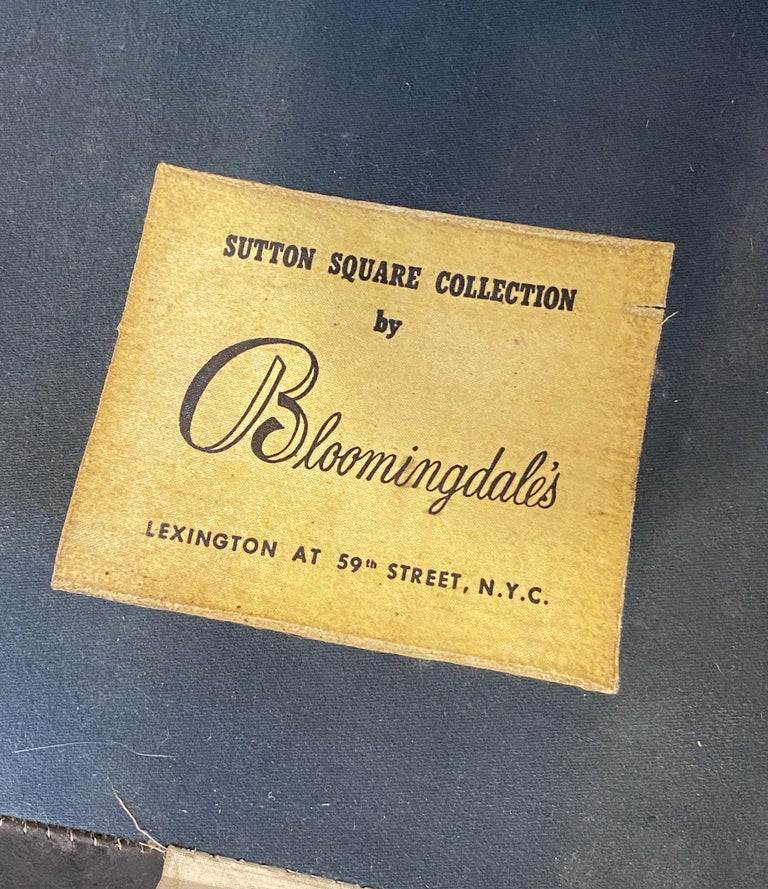 SUTTON SQUARE COLLECTION
by
Bloomingdale's
LEXINGTON AT 59th STREET, N.Y.C.